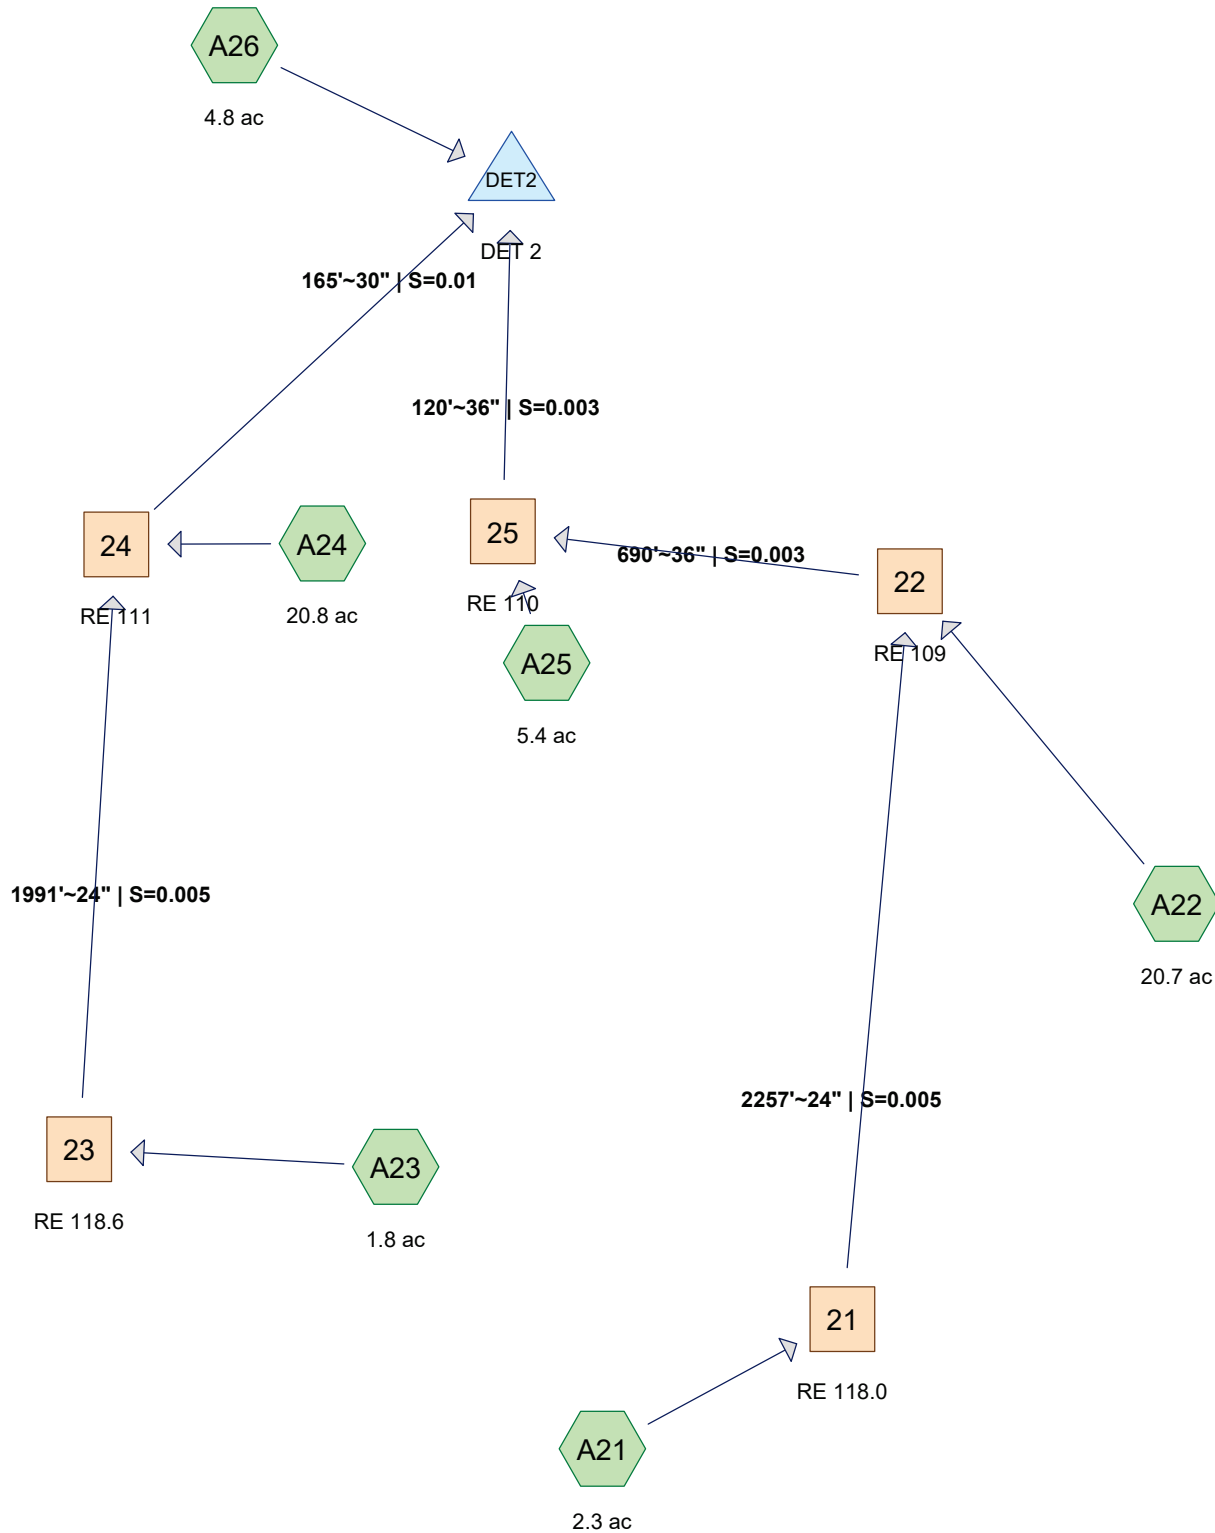 A26
4.8 ac
DET2
DET 2
165'~30" | S=0.01
120'~36" | S=0.003
24
RE 111
A24
20.8 ac
25
RE 110
690'~36" | S=0.003
22
RE 109
A25
5.4 ac
1991'~24" | S=0.005
A22
20.7 ac
2257'~24" | S=0.005
23
RE 118.6
A23
1.8 ac
21
RE 118.0
A21
2.3 ac